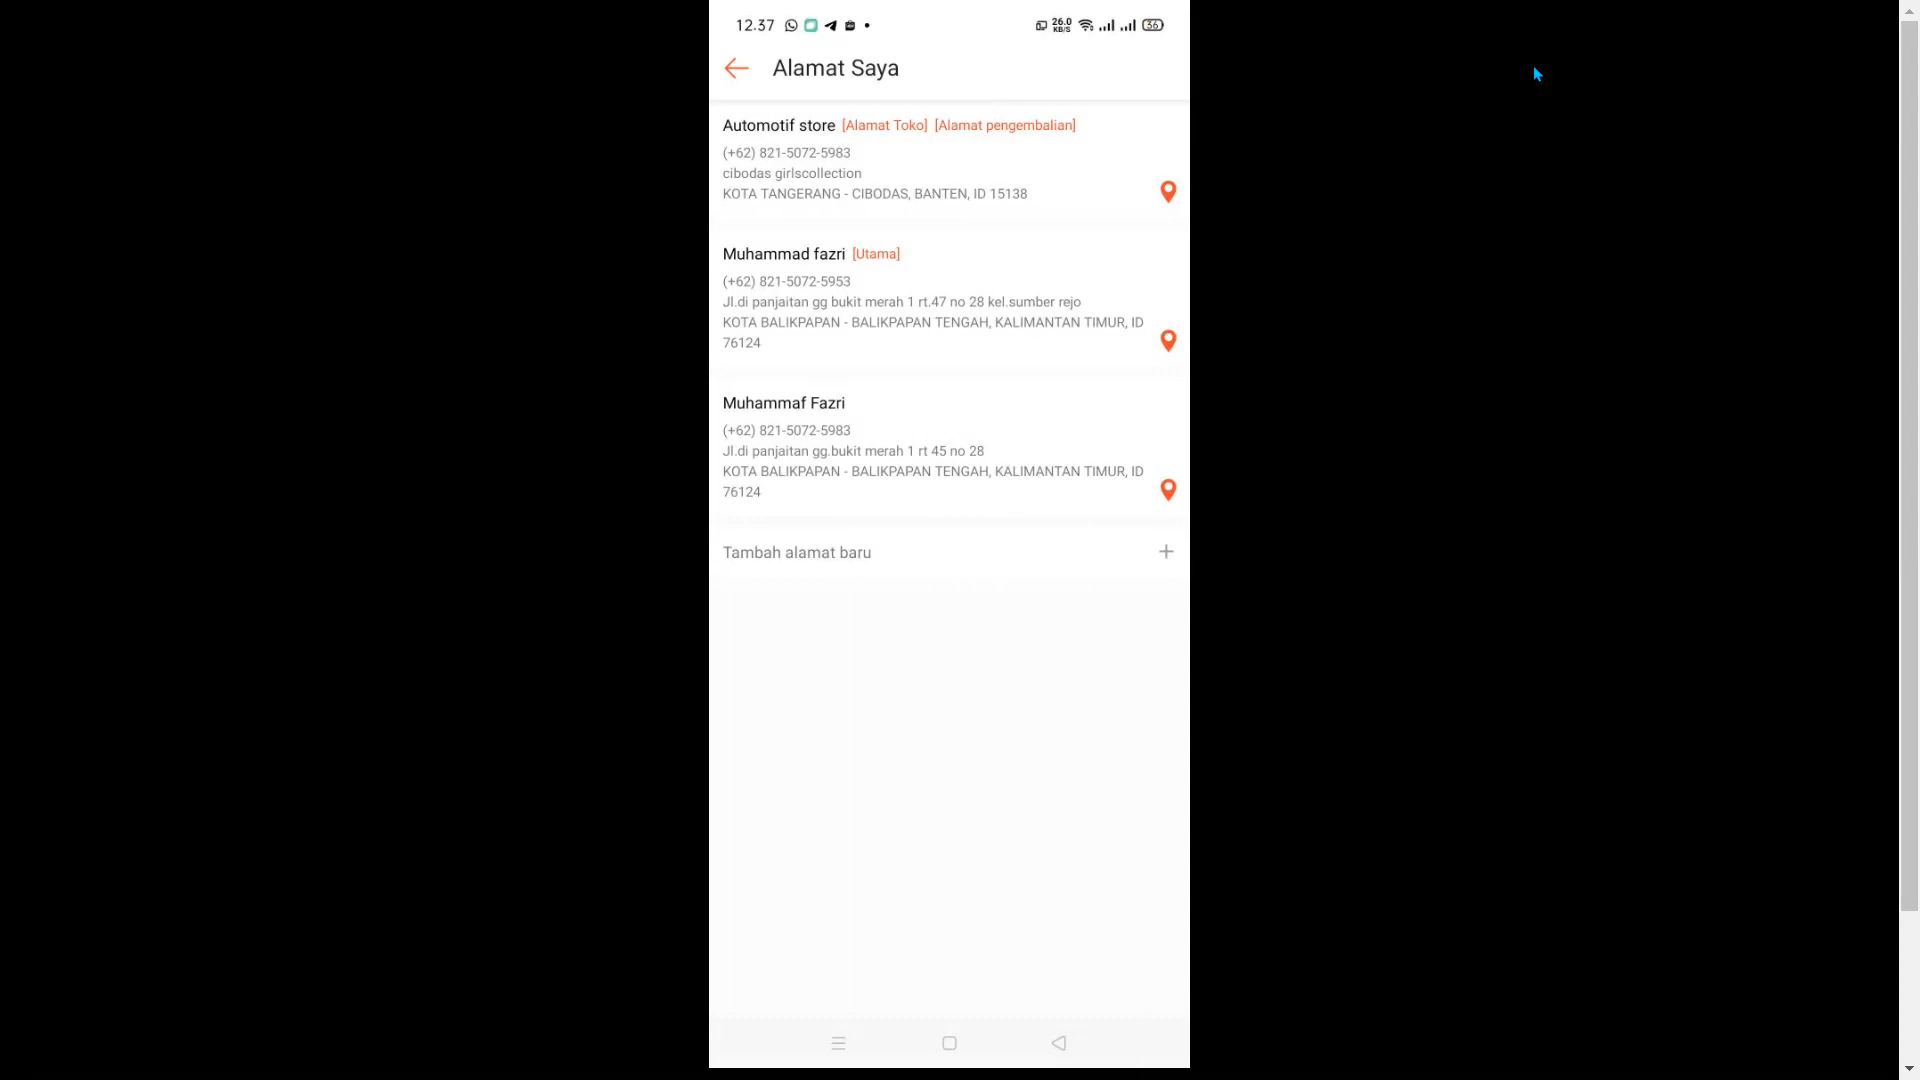 12.37
26.0
KB/S
56
Alamat Saya
Automotif store [Alamat Toko] [Alamat pengembalian]
(+62) 821-5072-5983
cibodas girlscollection
KOTA TANGERANG - CIBODAS, BANTEN, ID 15138
Muhammad fazri [Utama]
(+62) 821-5072-5953
Jl.di panjaitan gg bukit merah 1 rt.47 no 28 kel.sumber rejo
KOTA BALIKPAPAN - BALIKPAPAN TENGAH, KALIMANTAN TIMUR, ID
76124
Muhammaf Fazri
(+62) 821-5072-5983
Jl.di panjaitan gg.bukit merah 1 rt 45 no 28
KOTA BALIKPAPAN - BALIKPAPAN TENGAH, KALIMANTAN TIMUR, ID
76124
Tambah alamat baru